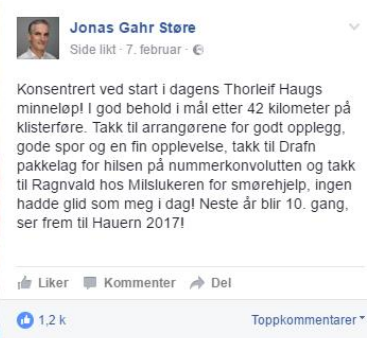 Jonas Gahr Støre
Side likt · 7. februar ·
Konsentrert ved start i dagens Thorleif Haugs
minneløp! I god behold i mål etter 42 kilometer på
klisterføre. Takk til arrangørene for godt opplegg,
gode spor og en fin opplevelse, takk til Drafn
pakkelag for hilsen på nummerkonvolutten og takk
til Ragnvald hos Milslukeren for smørehjelp, ingen
hadde glid som meg i dag! Neste år blir 10. gang,
ser frem til Hauern 2017!
Liker Kommenter Del
1,2 k Toppkommentarer